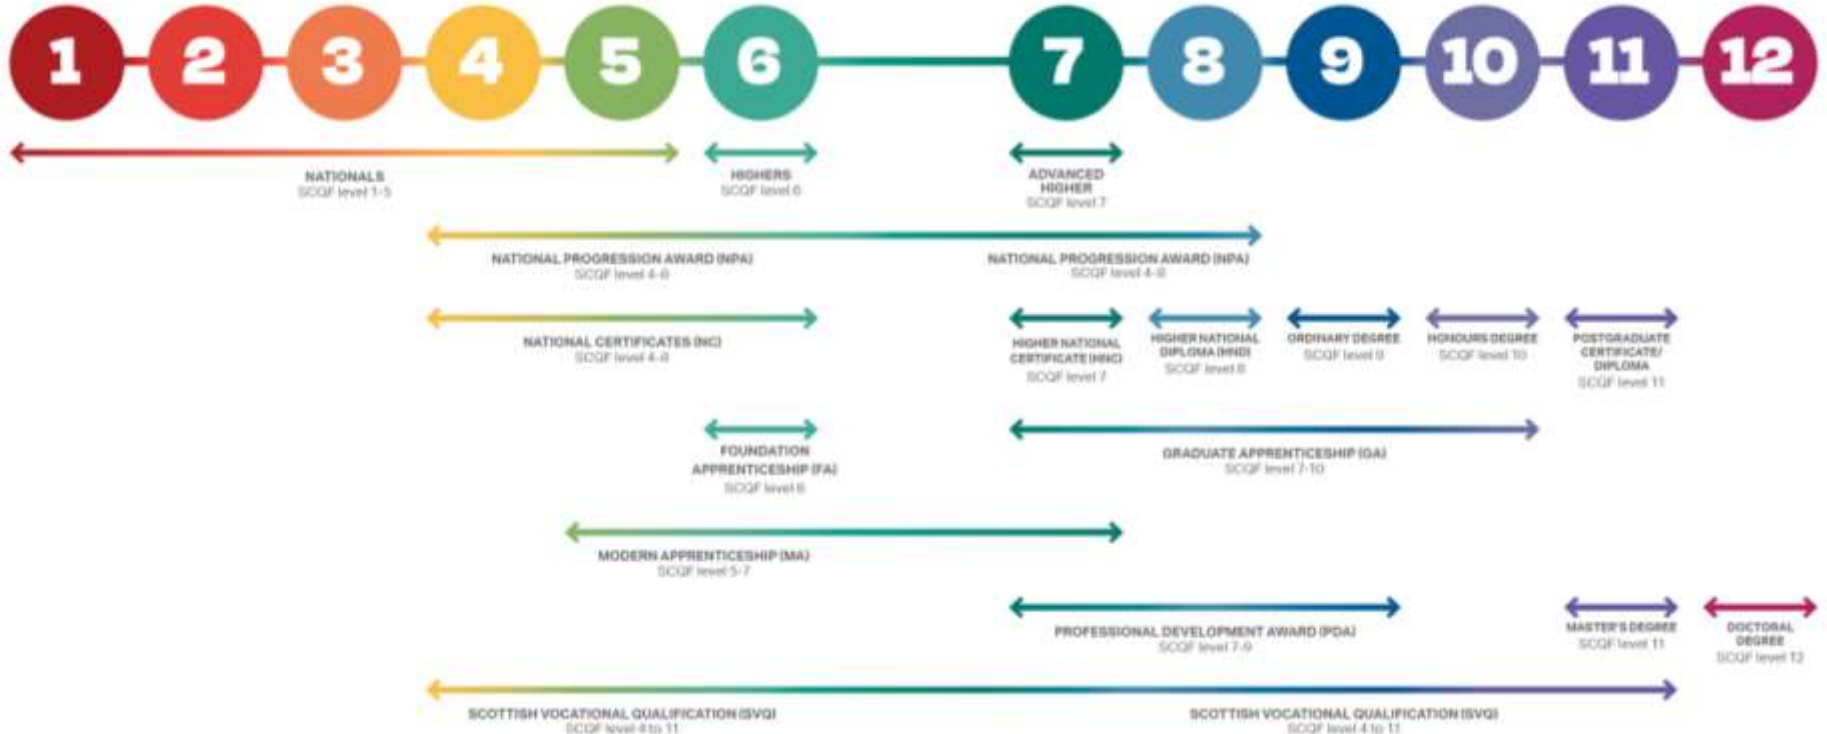 1 2 3 4 5 6 7 8 9 10 11 12
NATIONALS
SCQF level 1-5
HIGHERS
SCQF level 6
ADVANCED
HIGHER
SCQF level 7
NATIONAL PROGRESSION AWARD (NPA)
SCQF level 4-8
NATIONAL PROGRESSION AWARD (NPA)
SCQF level 4-8
NATIONAL CERTIFICATES (NC)
SCQF level
HIGHER NATIONAL
CERTIFICATE (HNC)
SCQF level 7
HIGHER NATIONAL
DIPLOMA (HND)
SCQF level 8
ORDINARY DEGREE
SCQF level 9
HONOURS DEGREE
SCQF level 10
POSTGRADUATE
CERTIFICATE/
DIPLOMA
SCQF level 11
FOUNDATION
APPRENTICESHIP (FA)
SCQF level 6
GRADUATE APPRENTICESHIP (GA)
SCQF level 7-10
MODERN APPRENTICESHIP (MA)
SCQF level 5-7
PROFESSIONAL DEVELOPMENT AWARD (PDA)
SCQF level 7-9
MASTER'S DEGREE
SCQF level 11
DOCTORAL
DEGREE
SCQF level 12
SCOTTISH VOCATIONAL QUALIFICATION (SVQ)
SCQF level 4 to 11
SCOTTISH VOCATIONAL QUALIFICATION (SVQ)
SCQF level 4 to 11